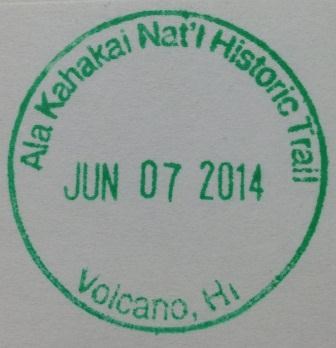 Ala Kahakai Nat'l Historic Trail
JUN 07 2014
Volcano, Hi